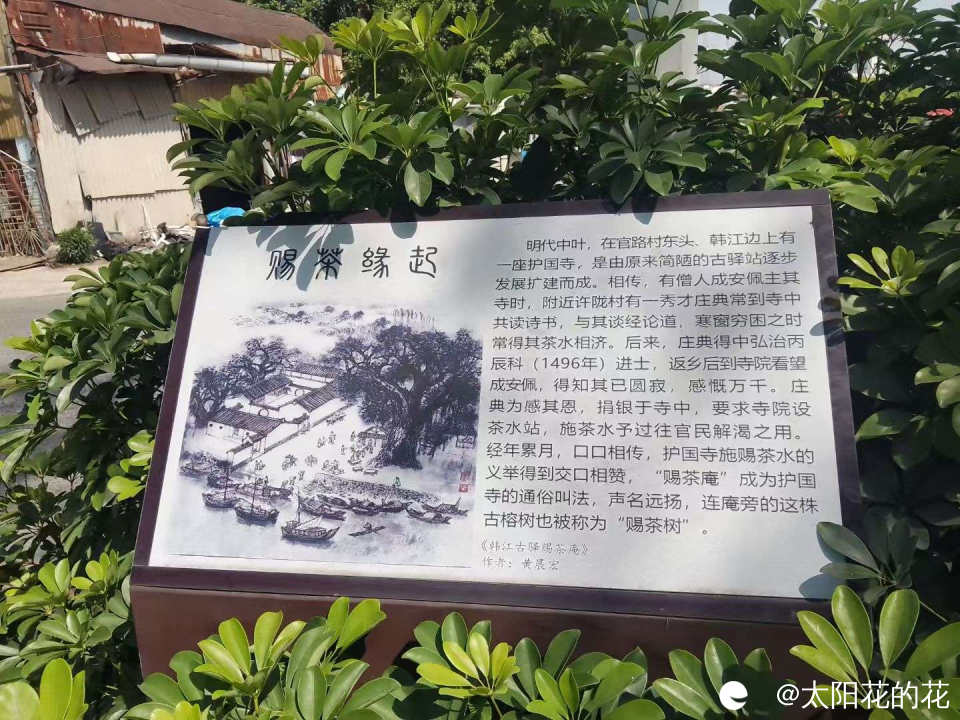 赐茶缘起
明代中叶，在官路村东头、韩江边上有
一座护国寺，是由原来简陋的古驿站逐步
发展扩建而成。相传，有僧人成安佩主其
寺时，附近许陇村有一秀才庄典常到寺中
共读诗书，与其谈经论道，寒窗穷困之时
常得其茶水相济。后来，庄典得中弘治丙
辰科（1496年）进士，返乡后到寺院看望
成安佩，得知其已圆寂，感慨万千。庄
典为感其恩，捐银于寺中，要求寺院设
茶水站，施茶水予过往官民解渴之用。
经年累月，口口相传，护国寺施赐茶水的
义举得到交口相赞，“赐茶庵”成为护国
寺的通俗叫法，声名远扬，连庵旁的这株
古榕树也被称为“赐茶树”。
《韩江古驿赐茶庵》
作者：黄晨宏
@太阳花的花